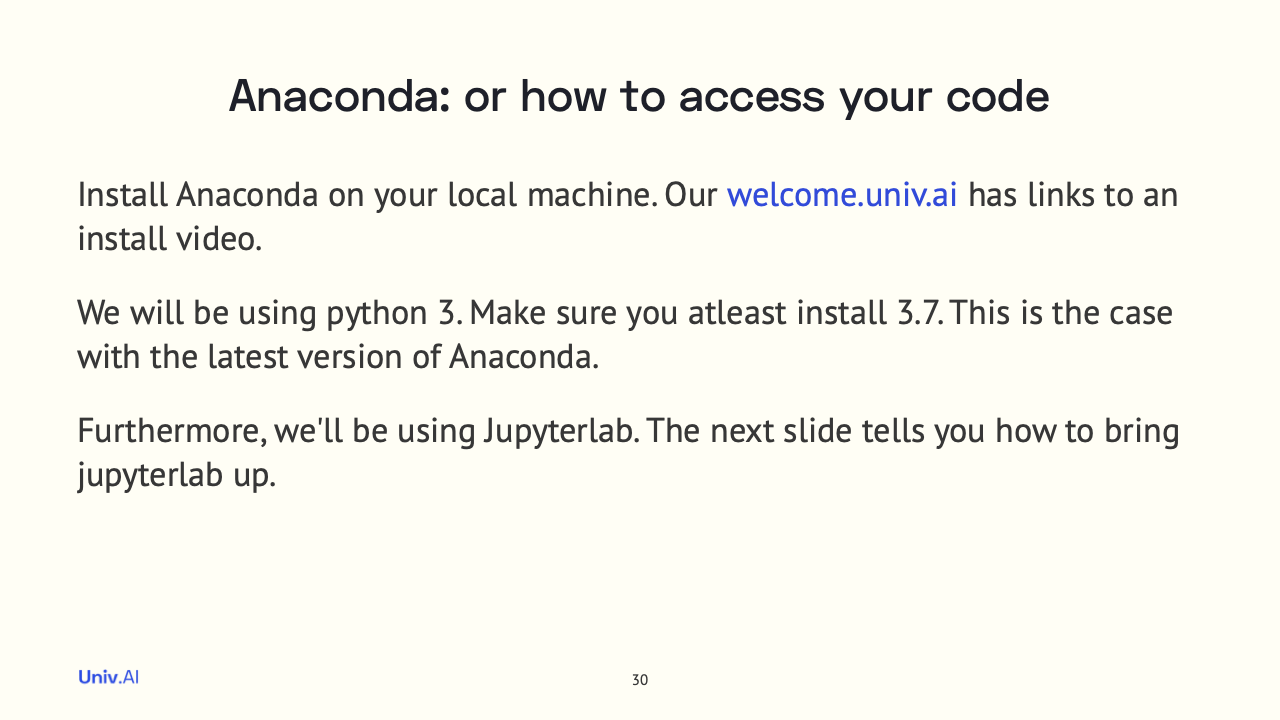 Anaconda: or how to access your code
Install Anaconda on your local machine. Our welcome.univ.ai has links to an
install video.
We will be using python 3. Make sure you atleast install 3.7. This is the case
with the latest version of Anaconda.
Furthermore, we'll be using Jupyterlab. The next slide tells you how to bring
jupyterlab up.
Univ.AI
30